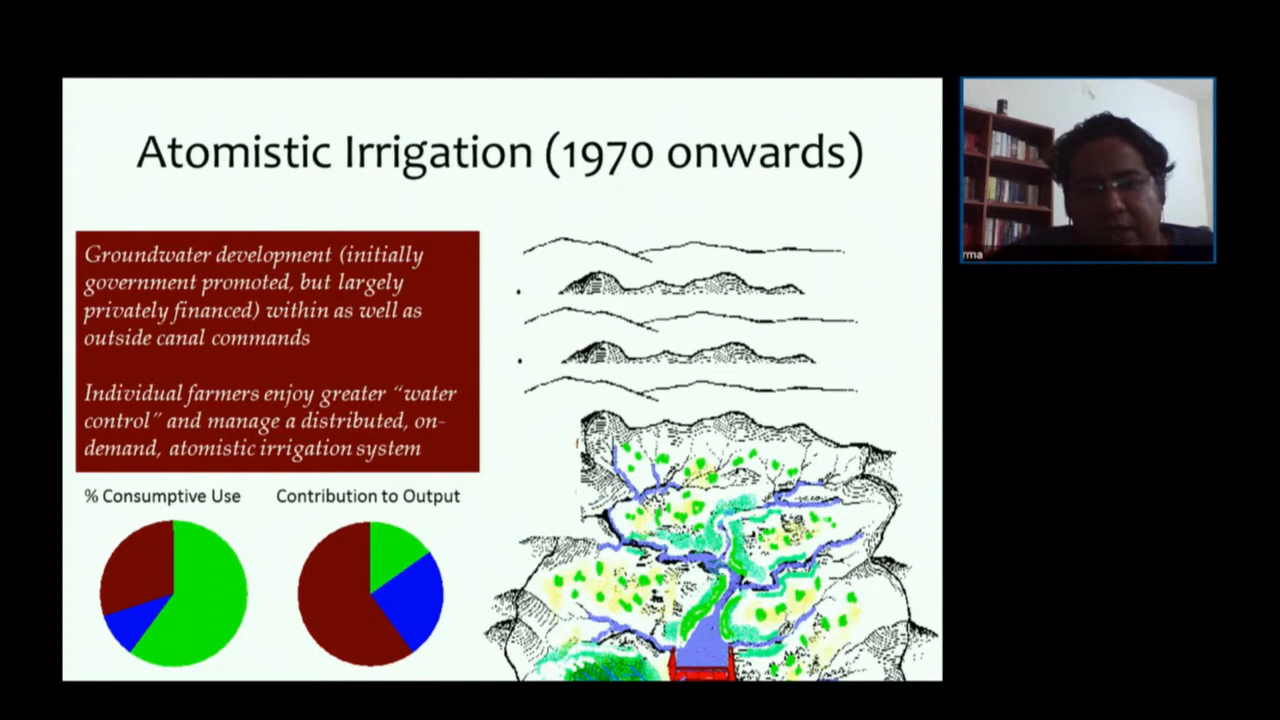 Atomistic Irrigation (1970 onwards)
Groundwater development (initially
government promoted, but largely
privately financed) within as well as
outside canal commands
Individual farmers enjoy greater “water
control” and manage a distributed, on-
demand, atomistic irrigation system
% Consumptive Use
Contribution to Output
rma